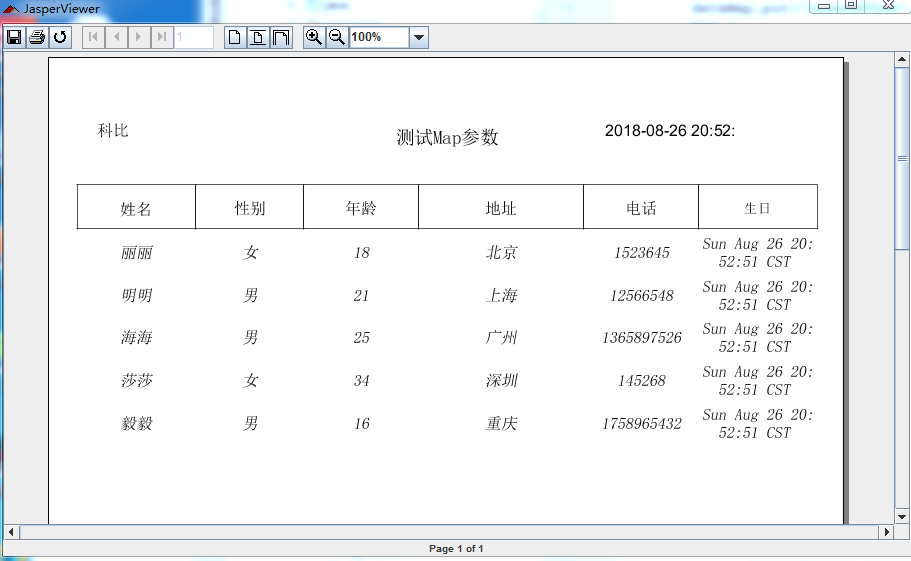 JasperViewer
1
100%
科比
测试Map参数
2018-08-26 20:52:
姓名 性别 年龄 地址 电话 生日
丽丽 女 18 北京 1523645 Sun Aug 26 20:
52:51 CST
明明 男 21 上海 12566548 Sun Aug 26 20:
52:51 CST
海海 男 25 广州 1365897526 Sun Aug 26 20:
52:51 CST
莎莎 女 34 深圳 145268 Sun Aug 26 20:
52:51 CST
毅毅 男 16 重庆 1758965432 Sun Aug 26 20:
52:51 CST
Page 1 of 1